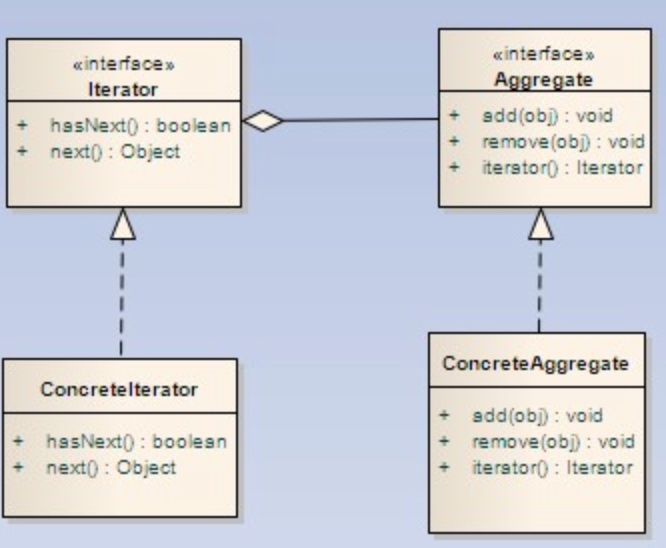 «interface»
Iterator
+ hasNext() : boolean
+ next() : Object
«interface»
Aggregate
+ add(obj) : void
+ remove(obj) : void
+ iterator() : Iterator
ConcreteIterator
+ hasNext() : boolean
+ next() : Object
ConcreteAggregate
+ add(obj) : void
+ remove(obj) : void
+ iterator() : Iterator